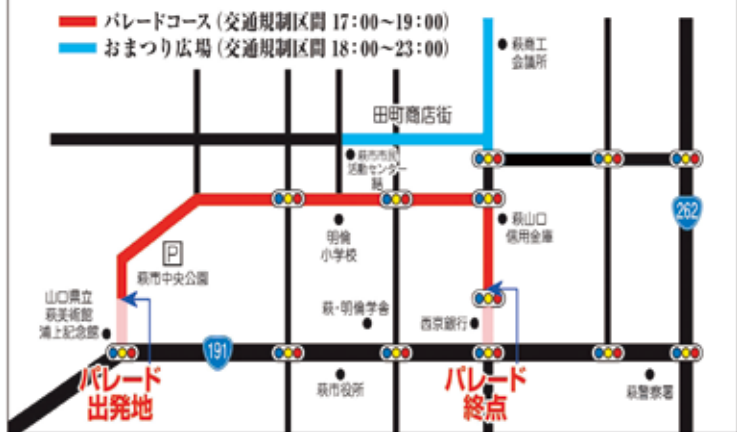 パレードコース（交通規制区間 17:00～19:00）
おまつり広場（交通規制区間 18:00～23:00）
萩商工
会議所
田町商店街
萩市市民
活動センター
結
262
明倫
小学校
萩山口
信用金庫
P
萩市中央公園
山口県立
萩美術館
浦上記念館
萩・明倫学舎
西京銀行
191
パレード
出発地
萩市役所
パレード
終点
萩警察署